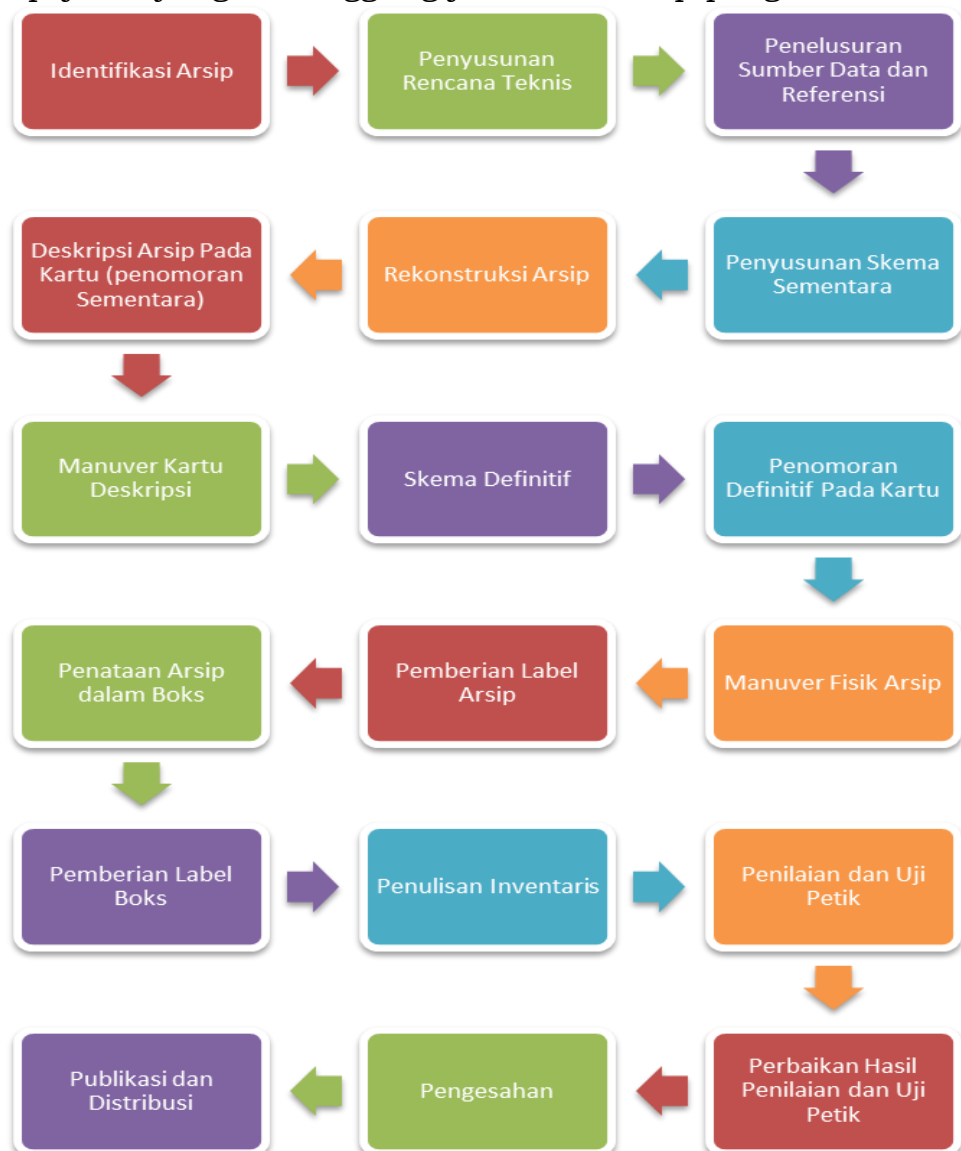 Identifikasi Arsip
Penyusunan
Rencana Teknis
Penelusuran
Sumber Data dan
Referensi
Penyusunan Skema
Sementara
Rekonstruksi Arsip
Deskripsi Arsip Pada
Kartu (penomoran
Sementara)
Manuver Kartu
Deskripsi
Skema Definitif
Penomoran
Definitif Pada Kartu
Manuver Fisik Arsip
Pemberian Label
Arsip
Penataan Arsip
dalam Boks
Pemberian Label
Boks
Penulisan Inventaris
Penilaian dan Uji
Petik
Perbaikan Hasil
Penilaian dan Uji
Petik
Pengesahan
Publikasi dan
Distribusi